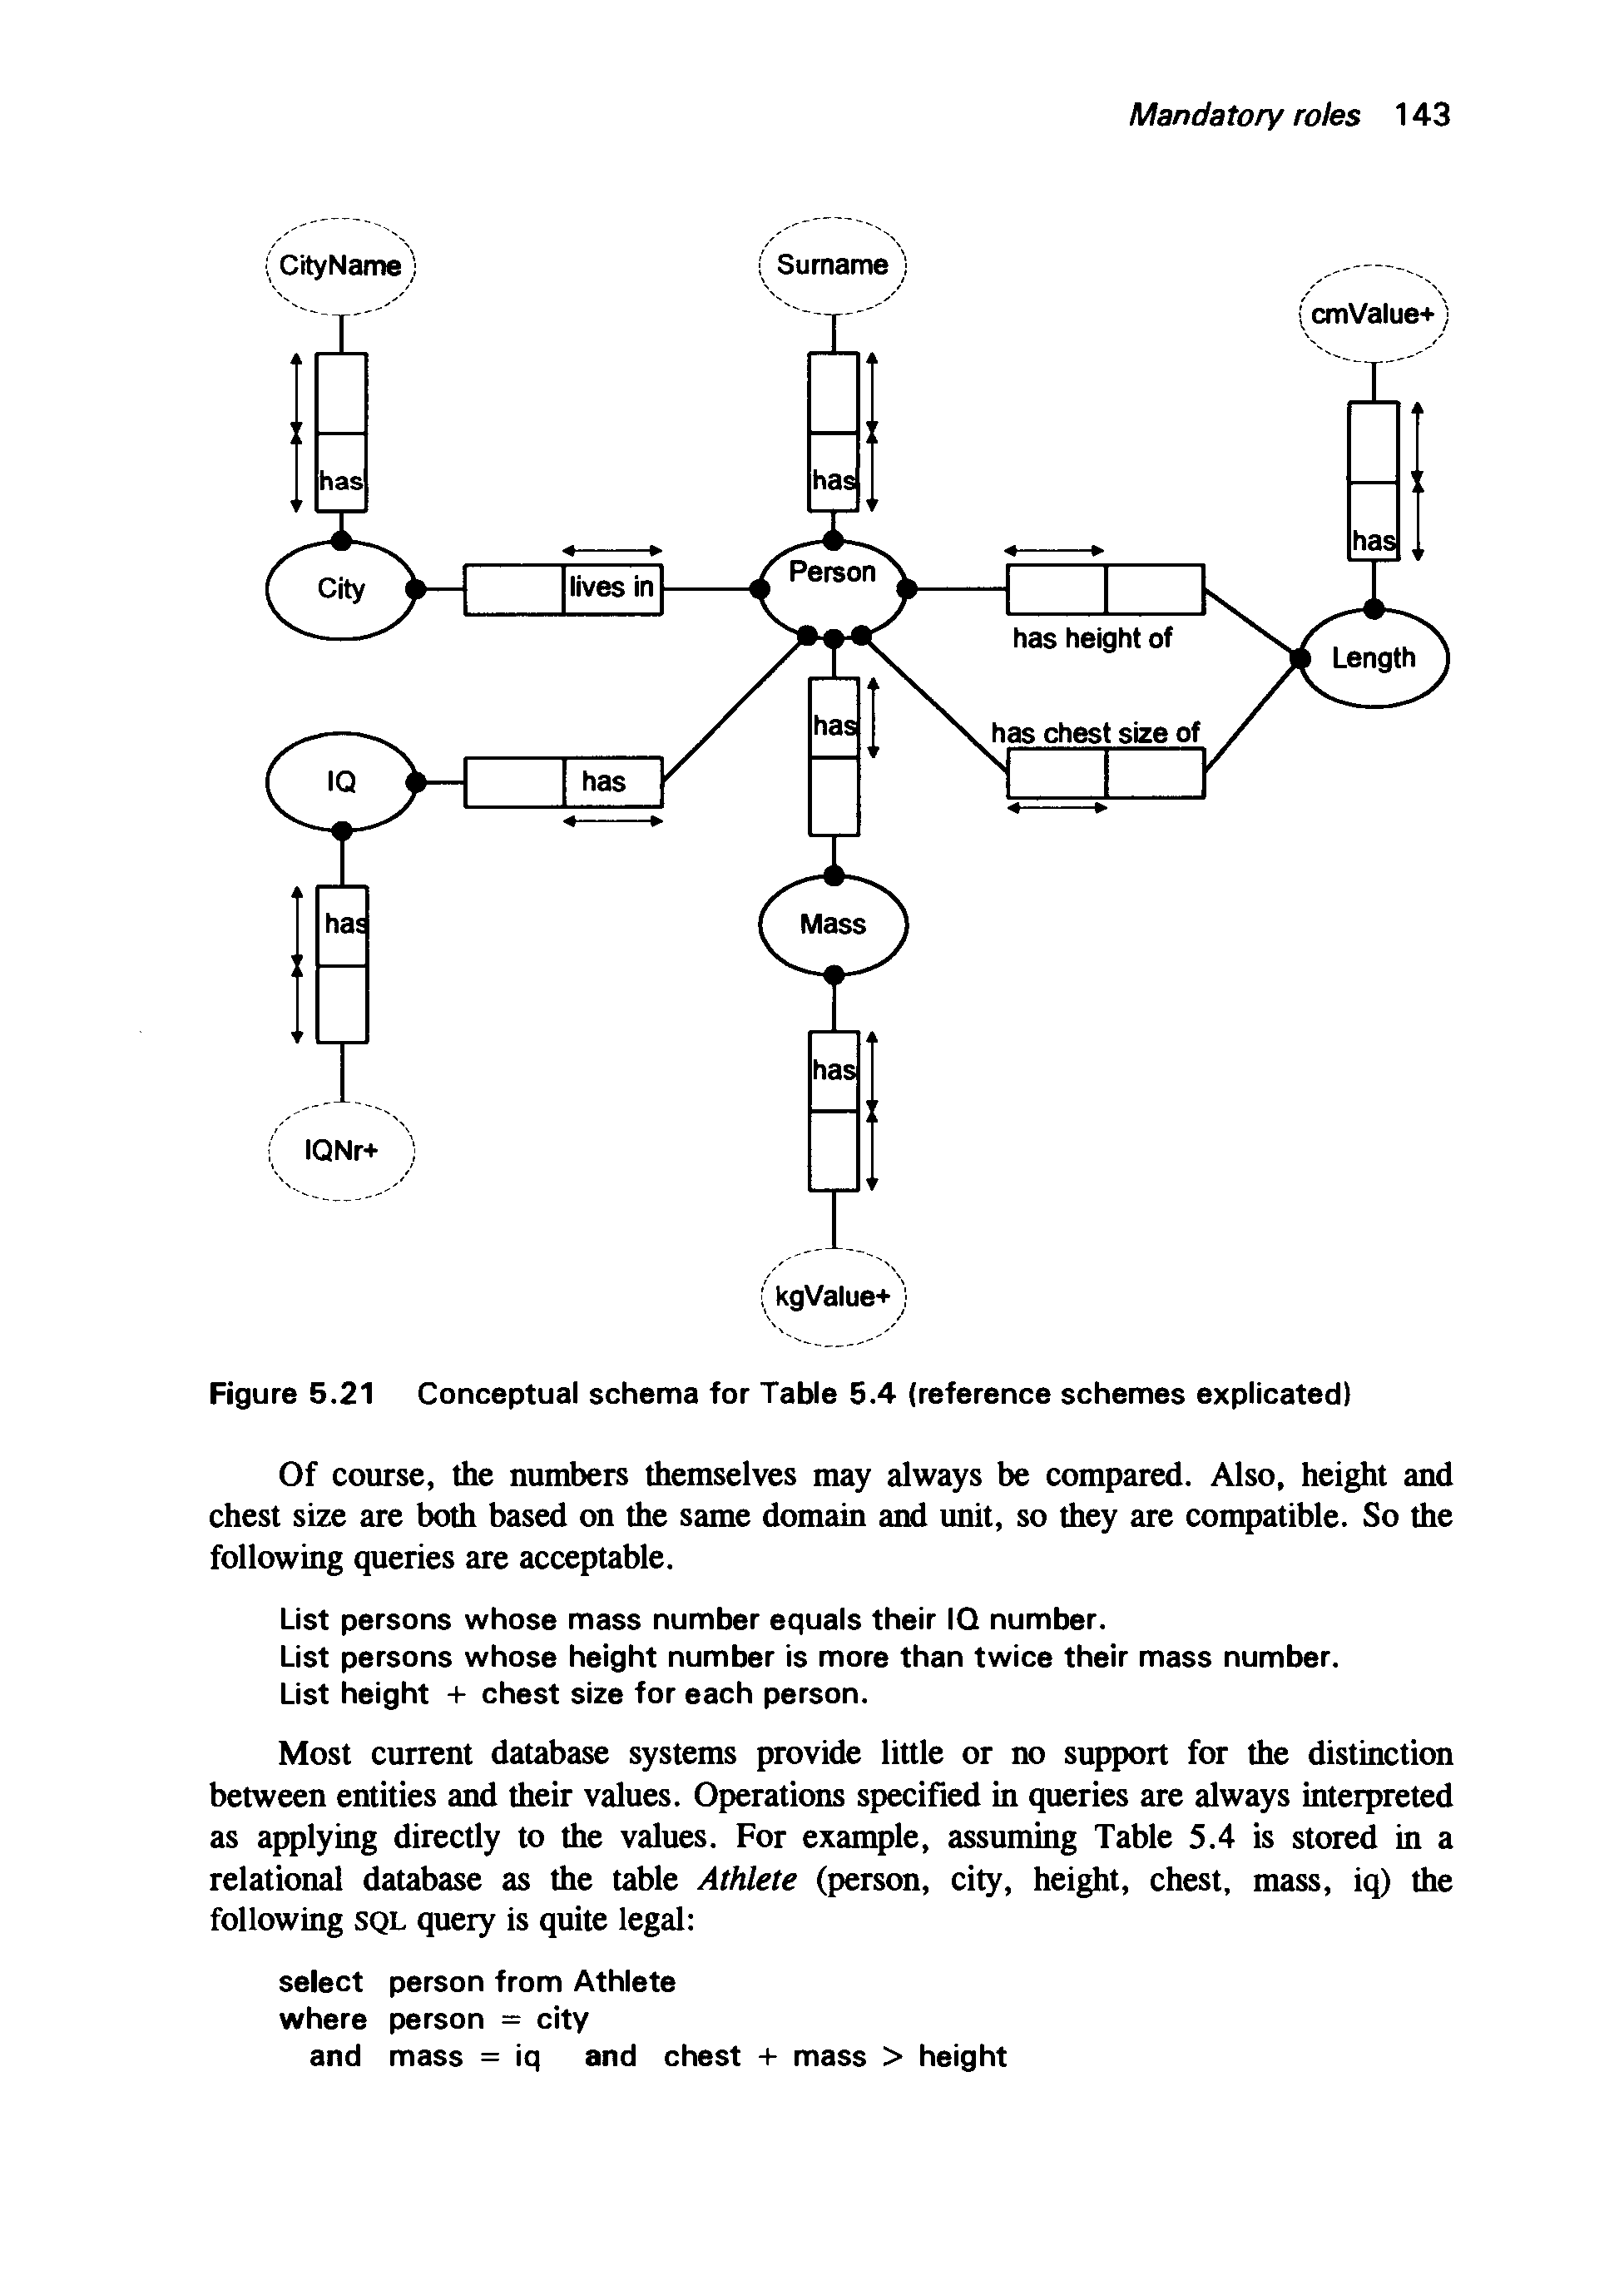 Mandatory roles 143
CityName
Surname
cmValue+
has
has
has
City
lives in
Person
has height of
Length
has
has chest size of
IQ
has
has
Mass
has
IQNr+
kgValue+
Figure 5.21 Conceptual schema for Table 5.4 (reference schemes explicated)
Of course, the numbers themselves may always be compared. Also, height and
chest size are both based on the same domain and unit, so they are compatible. So the
following queries are acceptable.
List persons whose mass number equals their IQ number.
List persons whose height number is more than twice their mass number.
List height + chest size for each person.
Most current database systems provide little or no support for the distinction
between entities and their values. Operations specified in queries are always interpreted
as applying directly to the values. For example, assuming Table 5.4 is stored in a
relational database as the table Athlete (person, city, height, chest, mass, iq) the
following SQL query is quite legal:
select person from Athlete
where person = city
and mass = iq and chest + mass > height